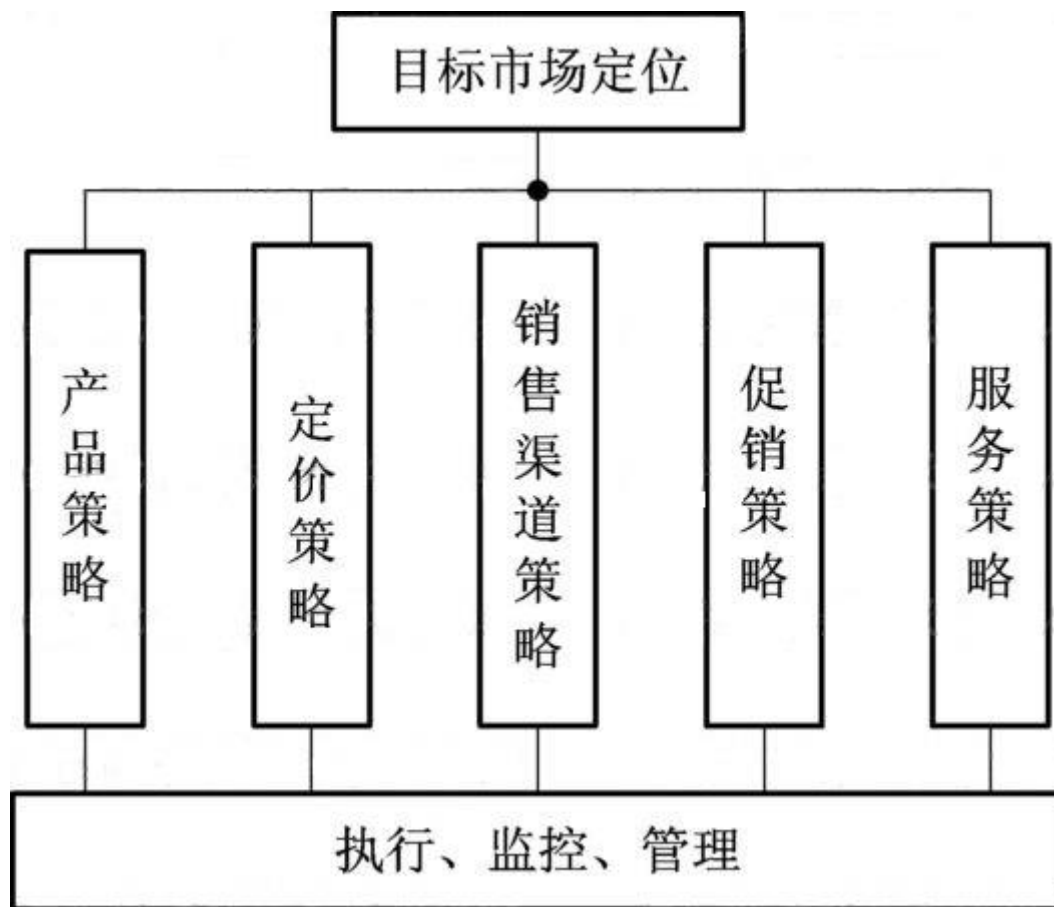 目标市场定位
产品策略
定价策略
销售渠道策略
促销策略
服务策略
执行、监控、管理